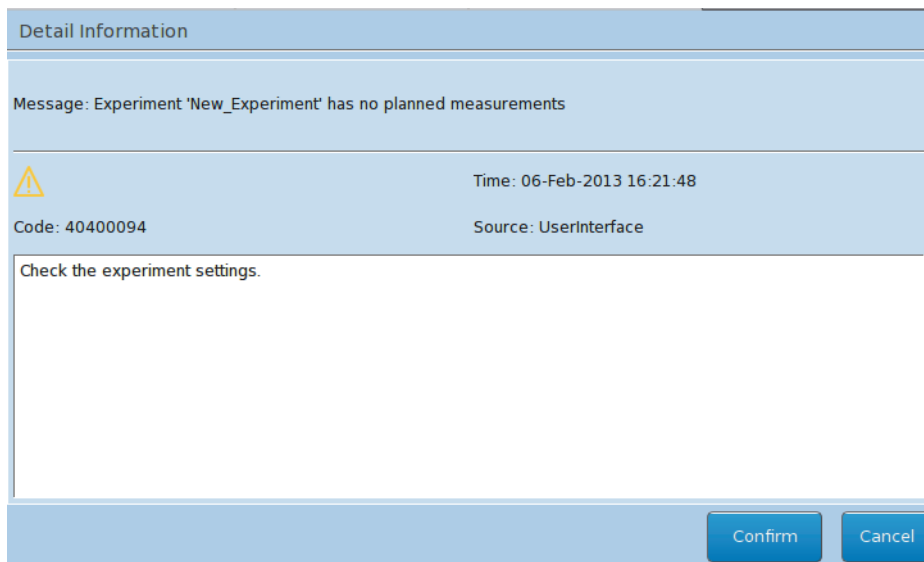 Detail Information
Message: Experiment 'New_Experiment' has no planned measurements
Time: 06-Feb-2013 16:21:48
Code: 40400094
Source: UserInterface
Check the experiment settings.
Confirm
Cancel